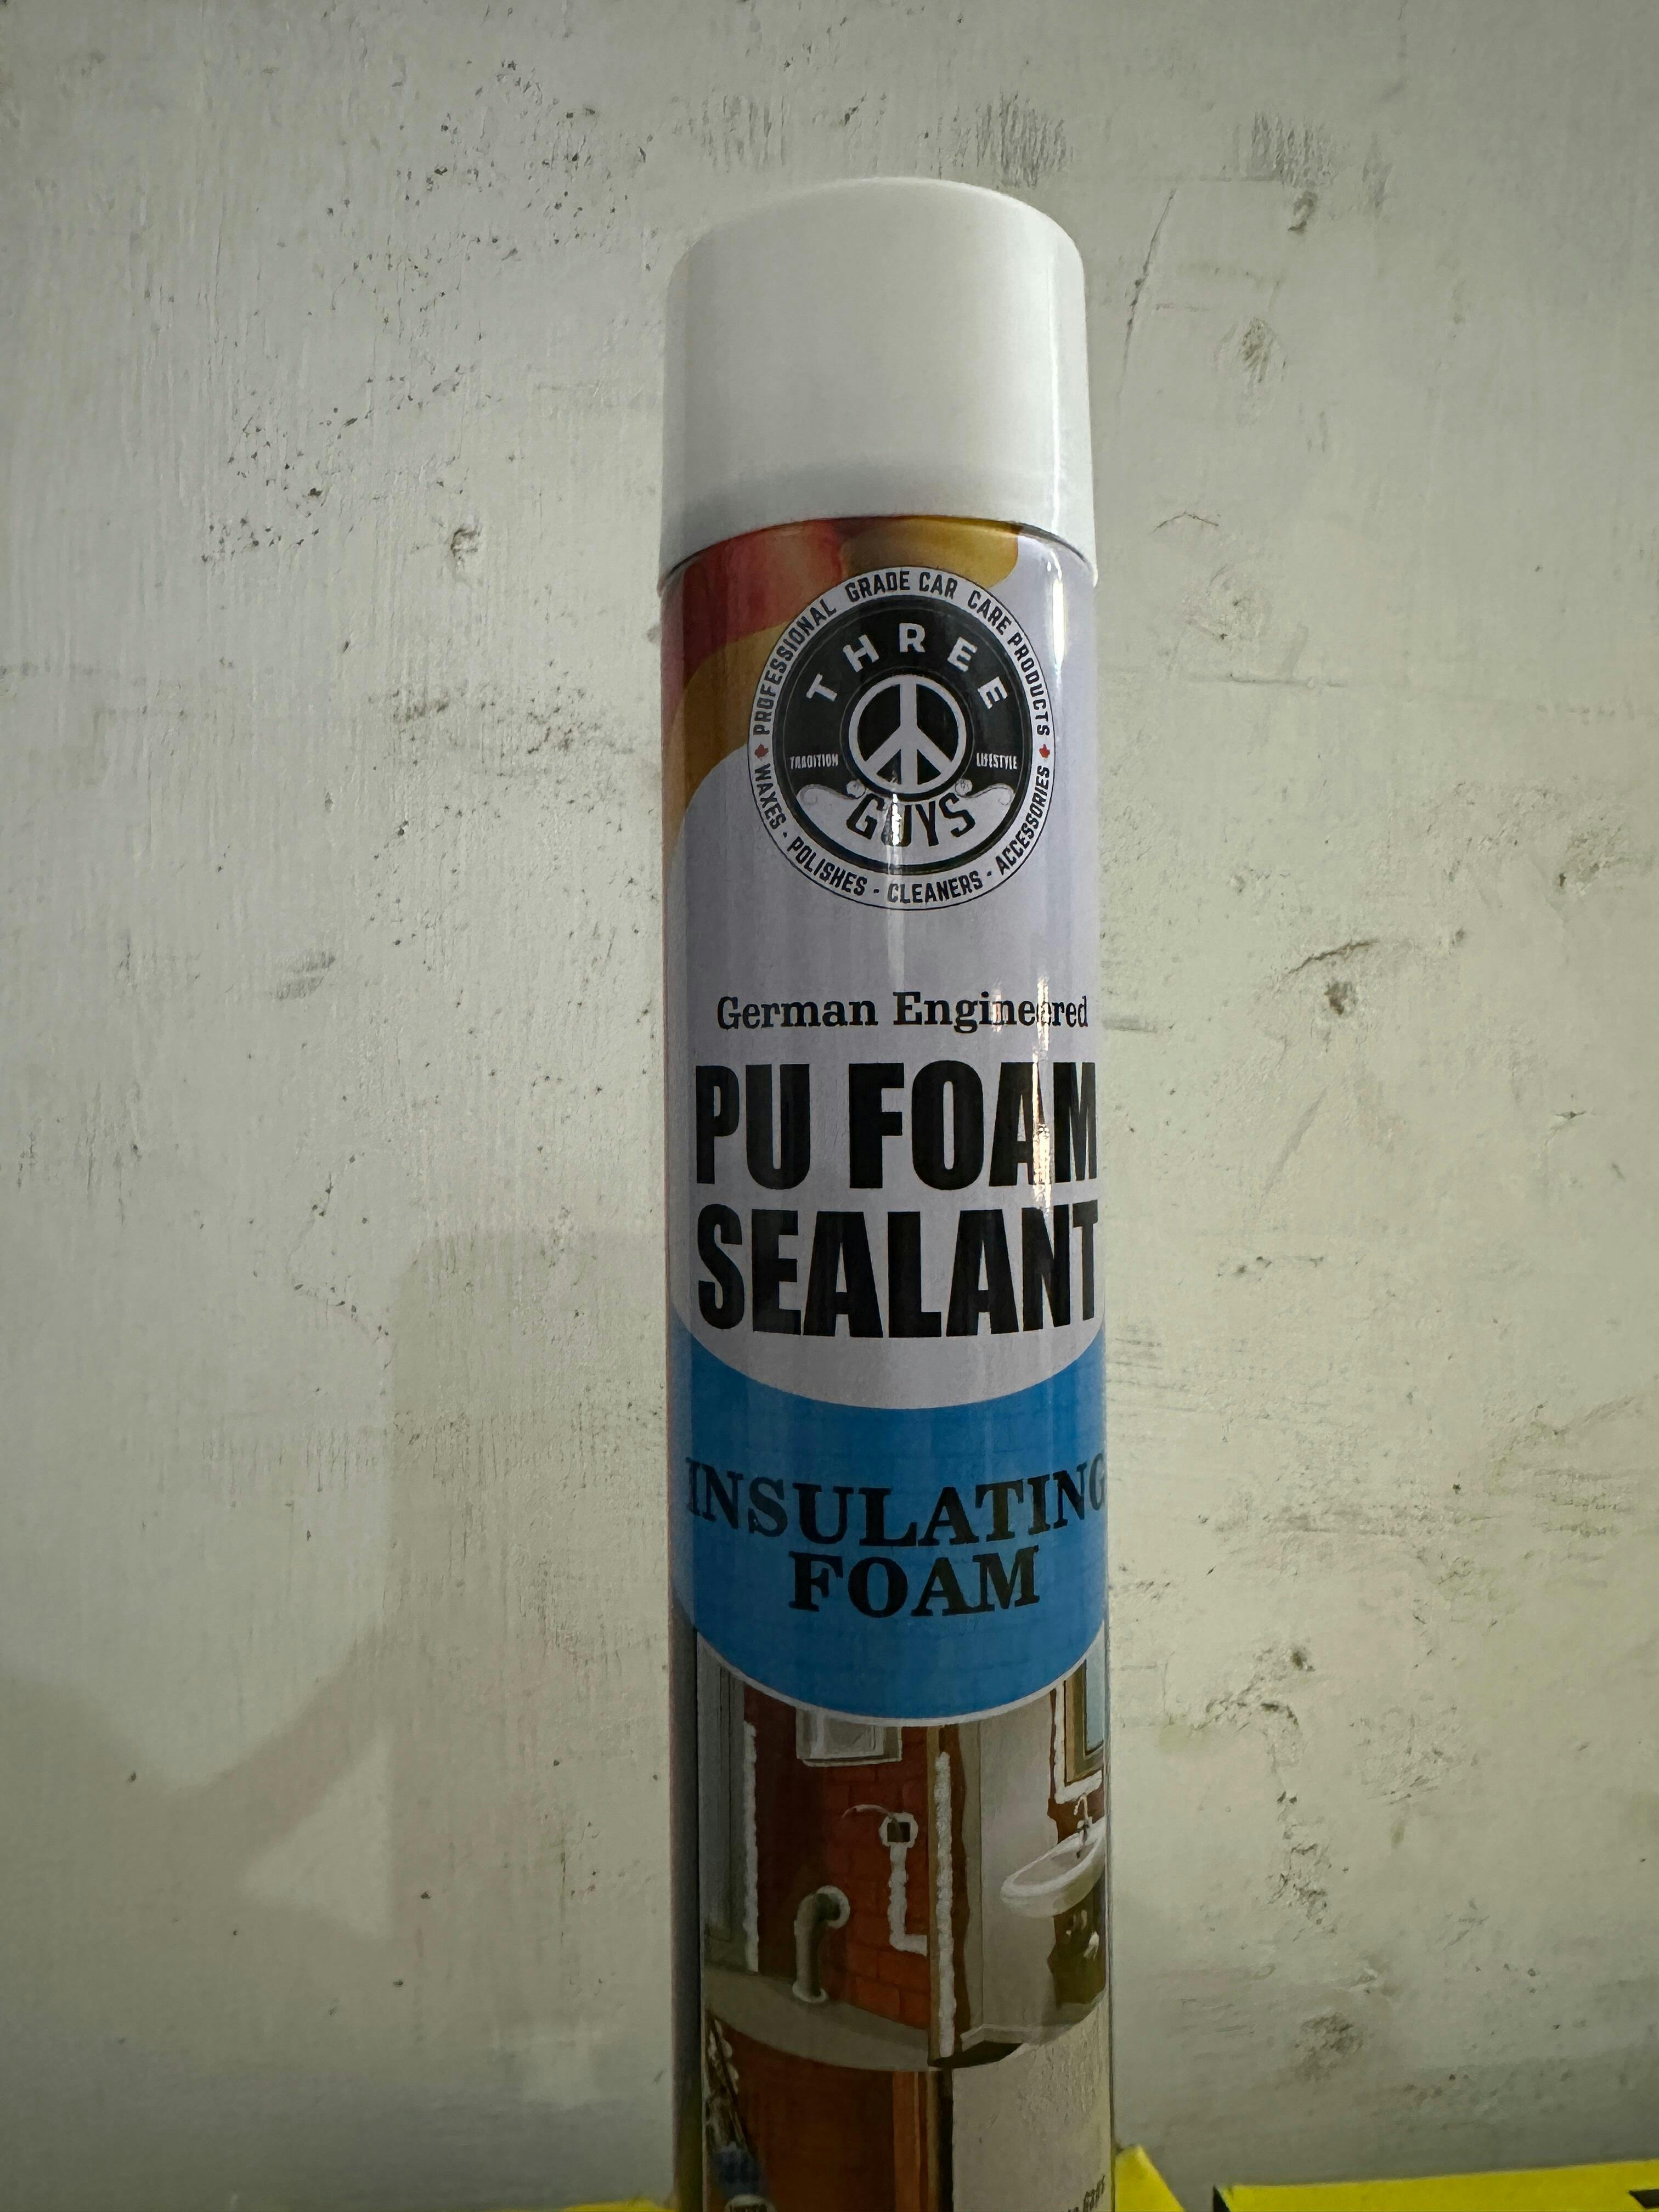 PROFESSIONAL GRADE CAR CARE PRODUCTS
THREE
TRADITION LIFESTYLE
GUYS
WAXES - POLISHES - CLEANERS - ACCESSORIES
German Engineered
PU FOAM
SEALANT
INSULATING
FOAM